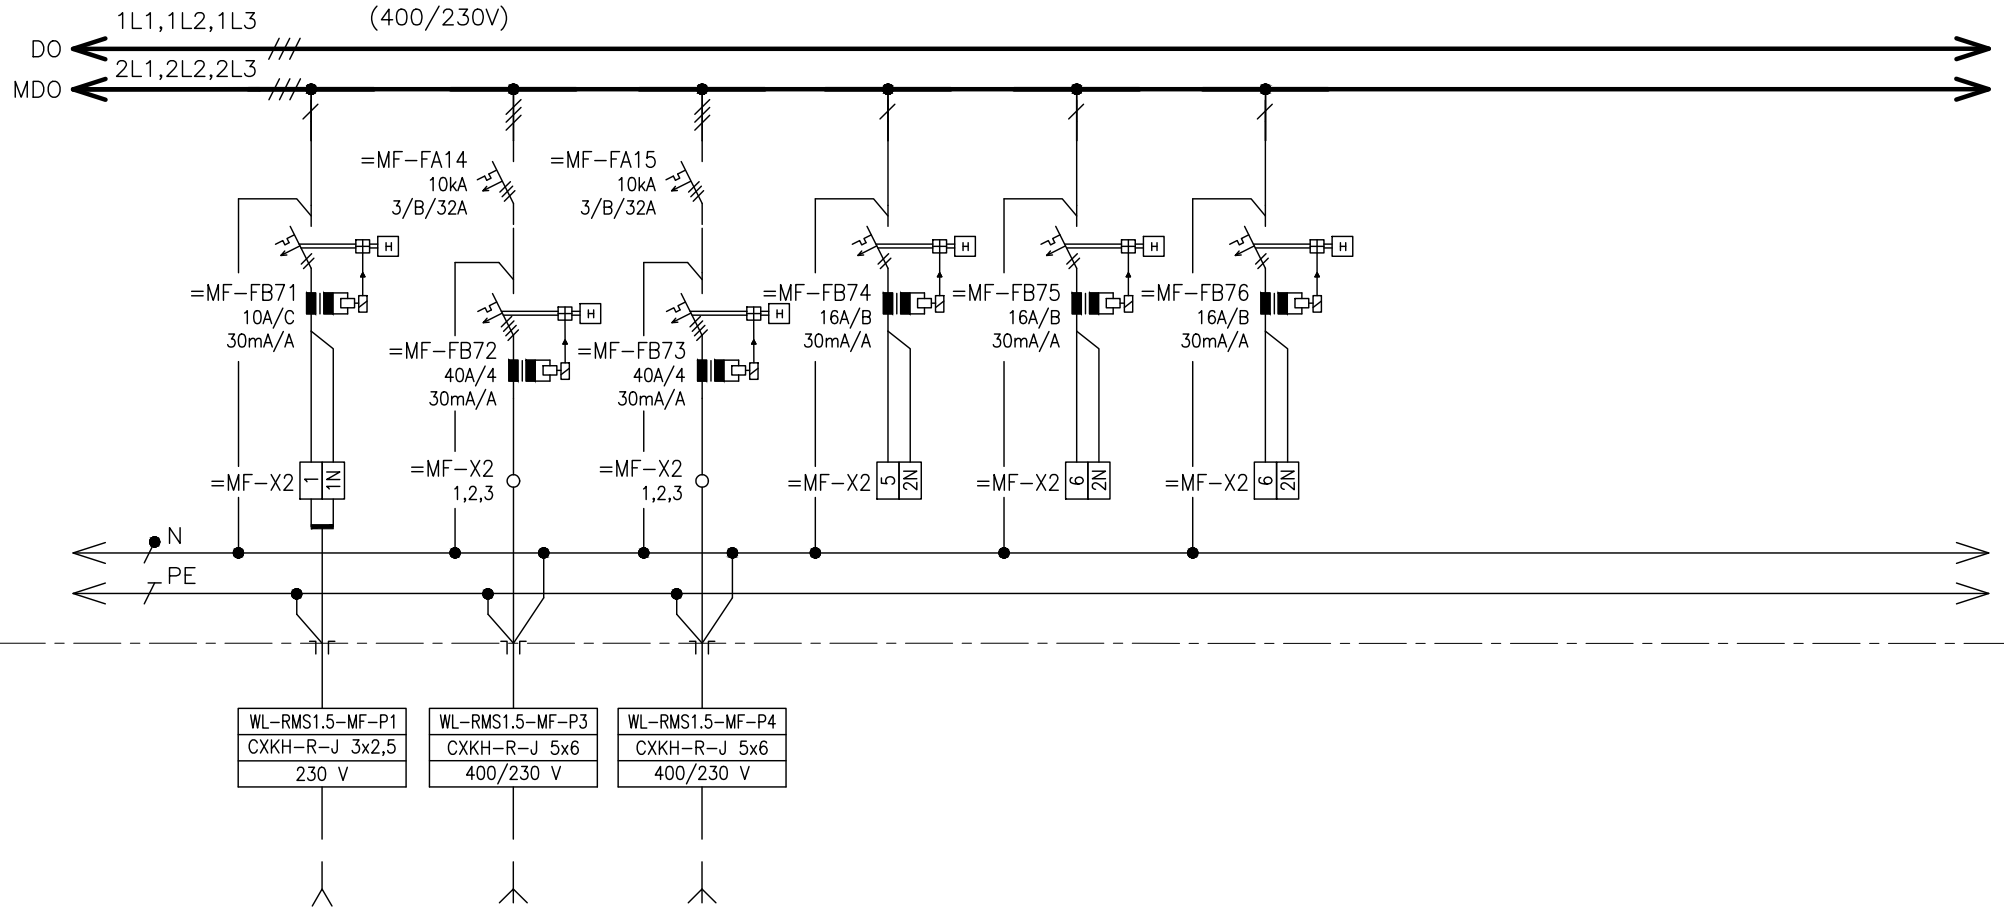 1L1,1L2,1L3 (400/230V)
DO
2L1,2L2,2L3
MDO
=MF-FA14
10kA
3/B/32A
=MF-FA15
10kA
3/B/32A
H
H
H
H
=MF-FB71
10A/C
30mA/A
H
=MF-FB72
40A/4
30mA/A
H
=MF-FB73
40A/4
30mA/A
=MF-FB74
16A/B
30mA/A
=MF-FB75
16A/B
30mA/A
=MF-FB76
16A/B
30mA/A
=MF-X2 1 1N
=MF-X2
1,2,3
=MF-X2
1,2,3
=MF-X2 5 2N
=MF-X2 6 2N
=MF-X2 6 2N
N
PE
WL-RMS1.5-MF-P1
CXKH-R-J 3x2,5
230 V
WL-RMS1.5-MF-P3
CXKH-R-J 5x6
400/230 V
WL-RMS1.5-MF-P4
CXKH-R-J 5x6
400/230 V